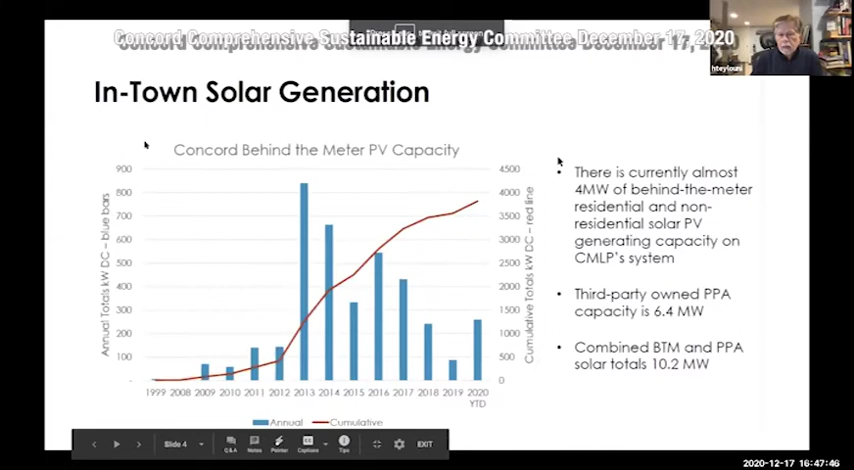 Concord Comprehensive Sustainable Energy Committee December 17, 2020
hteylouni
In-Town Solar Generation
Concord Behind the Meter PV Capacity
Annual Totals kW DC – blue bars
900
800
700
600
500
400
300
200
100
-
4500
4000
3500
3000
2500
2000
1500
1000
500
0
Cumulative Totals kW DC - red line
1999 2008 2009 2010 2011 2012 2013 2014 2015 2016 2017 2018 2019 2020
YTD
Annual Cumulative
• There is currently almost
4MW of behind-the-meter
residential and non-
residential solar PV
generating capacity on
CMLP's system
• Third-party owned PPA
capacity is 6.4 MW
• Combined BTM and PPA
solar totals 10.2 MW
Slide 4
Q&A Notes Pointer Captions Tips EXIT
2020-12-17 16:47:46